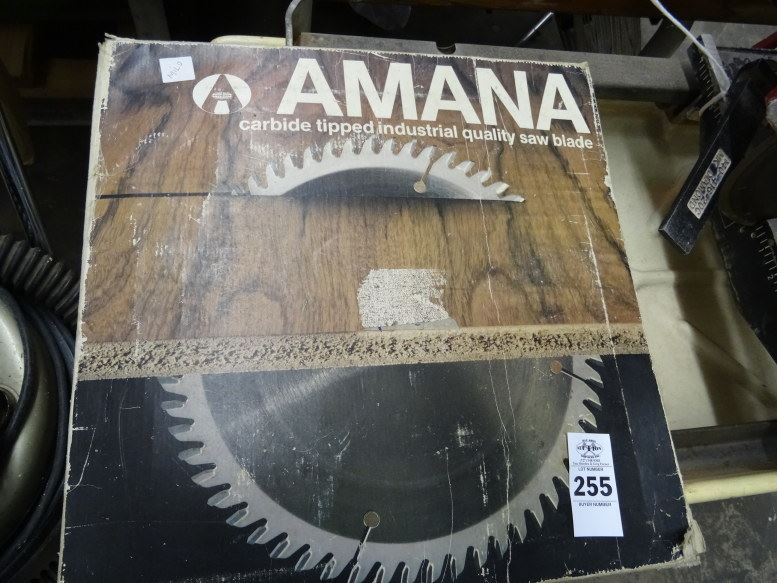 AMANA
carbide tipped industrial quality saw blade
LOT NUMBER
255
BUYER NUMBER